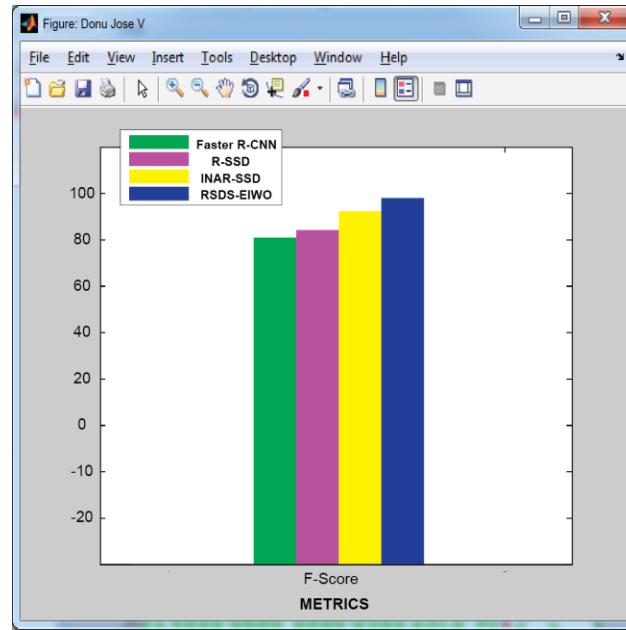 Figure: Donu Jose V
File Edit View Insert Tools Desktop Window Help
Faster R-CNN
R-SSD
INAR-SSD
RSDS-EIWO
100
80
60
40
20
0
-10
-20
F-Score
METRICS